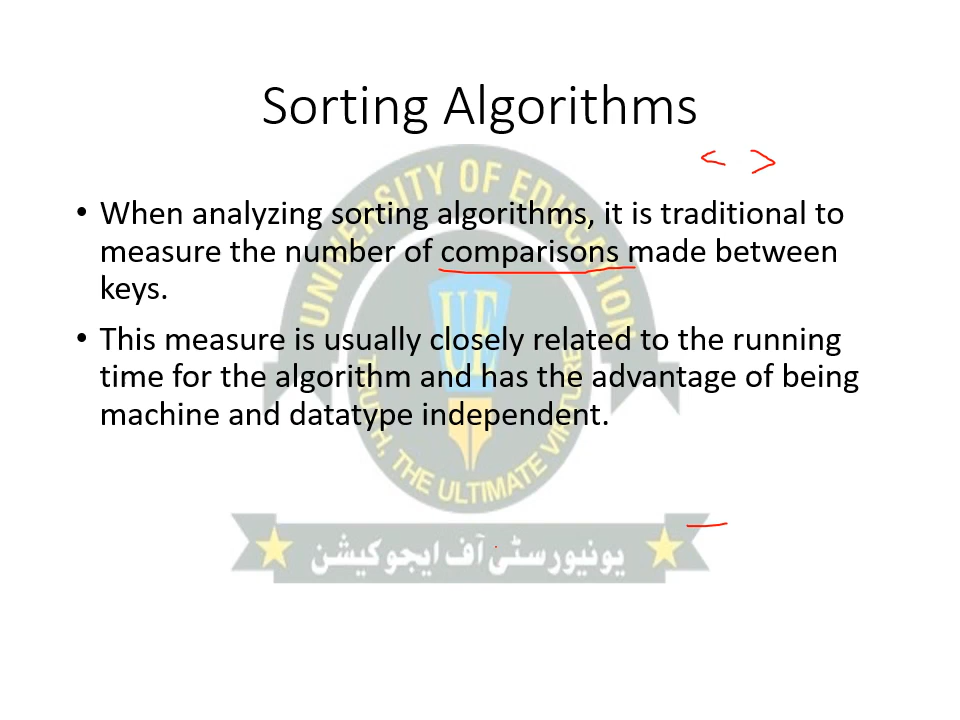 Sorting Algorithms
< >
• When analyzing sorting algorithms, it is traditional to
measure the number of comparisons made between
keys.
• This measure is usually closely related to the running
time for the algorithm and has the advantage of being
machine and datatype independent.
UNIVERSITY OF EDUCATION
UE
TRUTH, THE ULTIMATE VIRTURE
یونیورسٹی آف ایجوکیشن